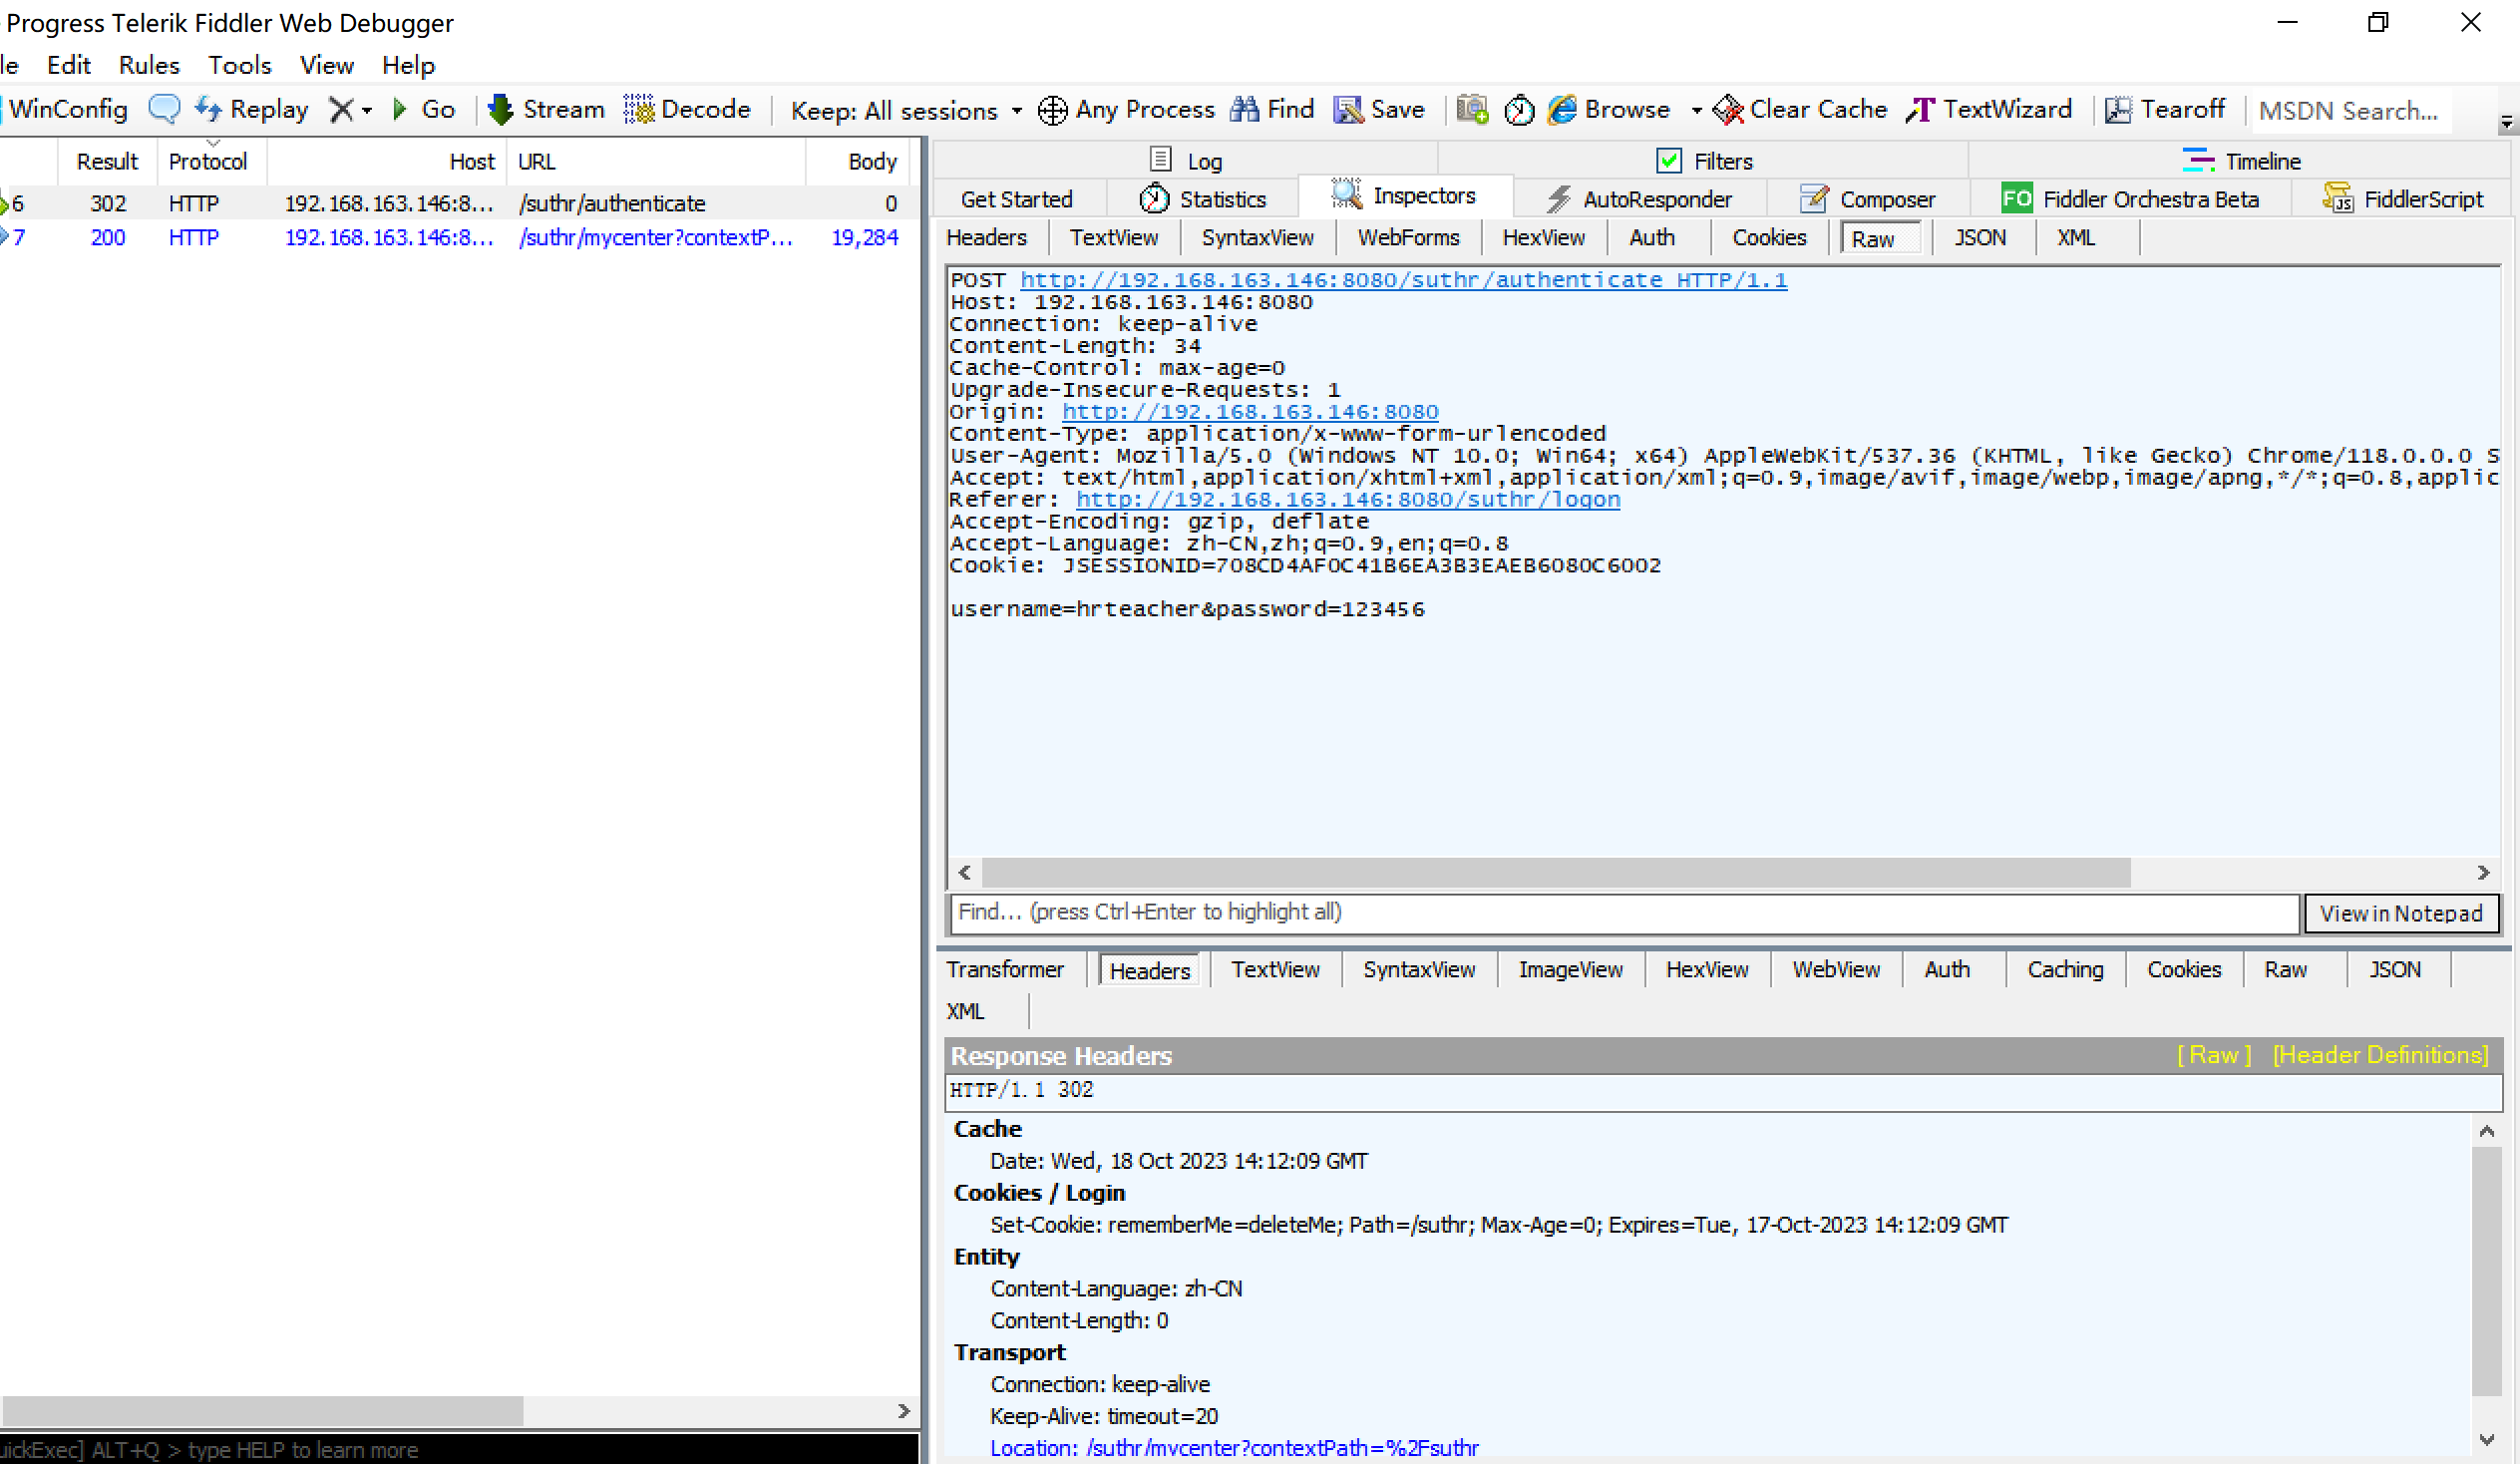 Progress Telerik Fiddler Web Debugger
le Edit Rules Tools View Help
WinConfig Replay Go Stream Decode Keep: All sessions Any Process Find Save Browse Clear Cache TextWizard Tearoff MSDN Search...
Result Protocol Host URL Body
6 302 HTTP 192.168.163.146:8... /suthr/authenticate 0
7 200 HTTP 192.168.163.146:8... /suthr/mycenter?contextP... 19,284
Log Filters Timeline
Get Started Statistics Inspectors AutoResponder Composer FO Fiddler Orchestra Beta JS FiddlerScript
Headers TextView SyntaxView WebForms HexView Auth Cookies Raw JSON XML
POST http://192.168.163.146:8080/suthr/authenticate HTTP/1.1
Host: 192.168.163.146:8080
Connection: keep-alive
Content-Length: 34
Cache-Control: max-age=0
Upgrade-Insecure-Requests: 1
Origin: http://192.168.163.146:8080
Content-Type: application/x-www-form-urlencoded
User-Agent: Mozilla/5.0 (Windows NT 10.0; Win64; x64) AppleWebKit/537.36 (KHTML, like Gecko) Chrome/118.0.0.0 S
Accept: text/html,application/xhtml+xml,application/xml;q=0.9,image/avif,image/webp,image/apng,*/*;q=0.8,applic
Referer: http://192.168.163.146:8080/suthr/logon
Accept-Encoding: gzip, deflate
Accept-Language: zh-CN,zh;q=0.9,en;q=0.8
Cookie: JSESSIONID=708CD4AF0C41B6EA3B3EAEB6080C6002
username=hrteacher&password=123456
Find... (press Ctrl+Enter to highlight all) View in Notepad
Transformer Headers TextView SyntaxView ImageView HexView WebView Auth Caching Cookies Raw JSON
XML
Response Headers [ Raw ] [Header Definitions]
HTTP/1.1 302
Cache
Date: Wed, 18 Oct 2023 14:12:09 GMT
Cookies / Login
Set-Cookie: rememberMe=deleteMe; Path=/suthr; Max-Age=0; Expires=Tue, 17-Oct-2023 14:12:09 GMT
Entity
Content-Language: zh-CN
Content-Length: 0
Transport
Connection: keep-alive
Keep-Alive: timeout=20
Location: /suthr/mycenter?contextPath=%2Fsuthr
uickExec] ALT+Q > type HELP to learn more